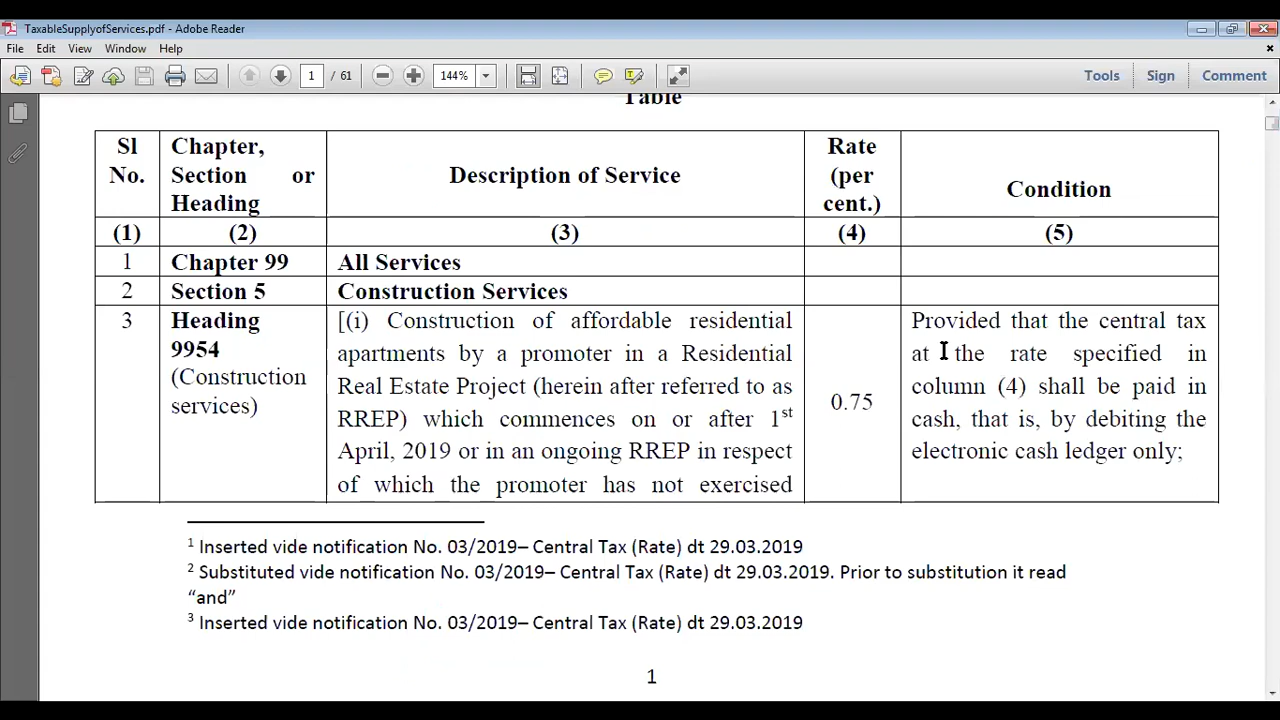 TaxableSupplyofServices.pdf - Adobe Reader
File Edit View Window Help
1 / 61 144% Tools Sign Comment
Table
Sl No. Chapter, Section or Heading Description of Service Rate (per cent.) Condition
(1) (2) (3) (4) (5)
1 Chapter 99 All Services
2 Section 5 Construction Services
3 Heading 9954 (Construction services)
[(i) Construction of affordable residential
apartments by a promoter in a Residential
Real Estate Project (herein after referred to as
RREP) which commences on or after 1st
April, 2019 or in an ongoing RREP in respect
of which the promoter has not exercised
0.75
Provided that the central tax
at the rate specified in
column (4) shall be paid in
cash, that is, by debiting the
electronic cash ledger only;
1 Inserted vide notification No. 03/2019– Central Tax (Rate) dt 29.03.2019
2 Substituted vide notification No. 03/2019– Central Tax (Rate) dt 29.03.2019. Prior to substitution it read
“and”
3 Inserted vide notification No. 03/2019– Central Tax (Rate) dt 29.03.2019
1